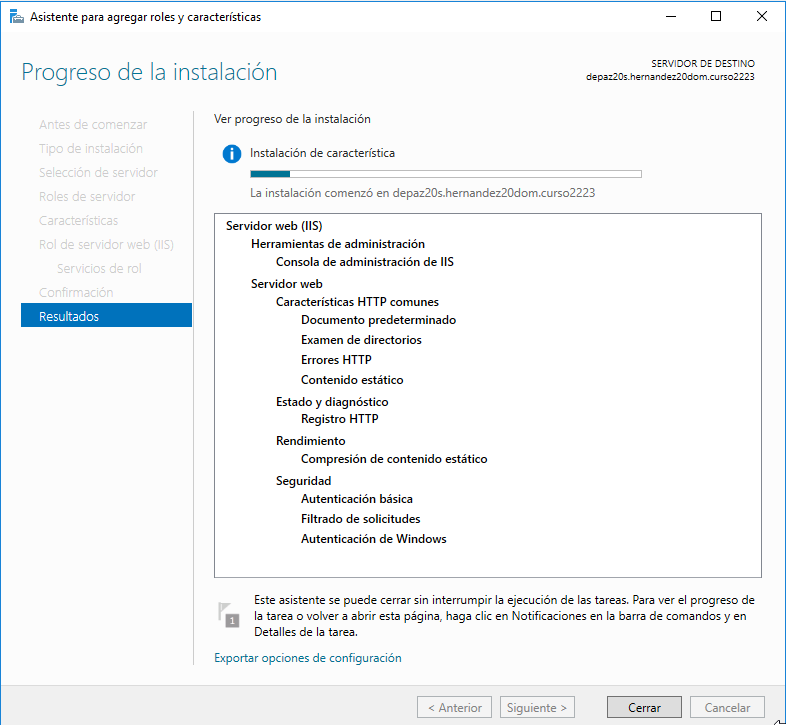 Asistente para agregar roles y características
Progreso de la instalación
SERVIDOR DE DESTINO
depaz20s.hernandez20dom.curso2223
Antes de comenzar
Tipo de instalación
Selección de servidor
Roles de servidor
Características
Rol de servidor web (IIS)
Servicios de rol
Confirmación
Resultados
Ver progreso de la instalación
Instalación de característica
La instalación comenzó en depaz20s.hernandez20dom.curso2223
Servidor web (IIS)
Herramientas de administración
Consola de administración de IIS
Servidor web
Características HTTP comunes
Documento predeterminado
Examen de directorios
Errores HTTP
Contenido estático
Estado y diagnóstico
Registro HTTP
Rendimiento
Compresión de contenido estático
Seguridad
Autenticación básica
Filtrado de solicitudes
Autenticación de Windows
1
Este asistente se puede cerrar sin interrumpir la ejecución de las tareas. Para ver el progreso de
la tarea o volver a abrir esta página, haga clic en Notificaciones en la barra de comandos y en
Detalles de la tarea.
Exportar opciones de configuración
< Anterior
Siguiente >
Cerrar
Cancelar